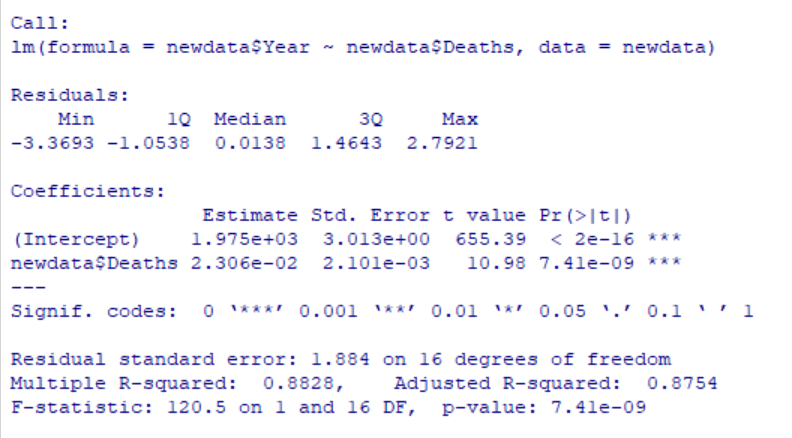 Call:
lm(formula = newdata$Year ~ newdata$Deaths, data = newdata)
Residuals:
    Min      1Q  Median      3Q     Max
-3.3693 -1.0538  0.0138  1.4643  2.7921
Coefficients:
                Estimate Std. Error t value Pr(>|t|)
(Intercept)    1.975e+03  3.013e+00  655.39  < 2e-16 ***
newdata$Deaths 2.306e-02  2.101e-03   10.98 7.41e-09 ***
---
Signif. codes:  0 ‘***’ 0.001 ‘**’ 0.01 ‘*’ 0.05 ‘.’ 0.1 ‘ ’ 1
Residual standard error: 1.884 on 16 degrees of freedom
Multiple R-squared:  0.8828,    Adjusted R-squared:  0.8754
F-statistic: 120.5 on 1 and 16 DF,  p-value: 7.41e-09